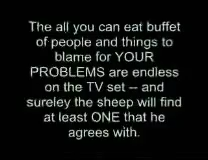 The all you can eat buffet
of people and things to
blame for YOUR
PROBLEMS are endless
on the TV set -- and
sureley the sheep will find
at least ONE that he
agrees with.